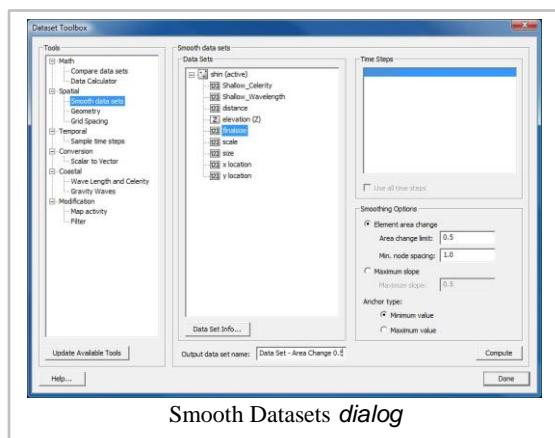 Dataset Toolbox
Tools
Math
Compare data sets
Data Calculator
Spatial
Smooth data sets
Geometry
Grid Spacing
Temporal
Sample time steps
Conversion
Scalar to Vector
Coastal
Wave Length and Celerity
Gravity Waves
Modification
Map activity
Filter
Update Available Tools
Help...
Smooth data sets
Data Sets
shin (active)
Shallow_Celerity
Shallow_Wavelength
distance
elevation (Z)
finalsize
scale
size
x location
y location
Data Set Info...
Output data set name: Data Set - Area Change 0.5
Time Steps
Use all time steps
Smoothing Options
Element area change
Area change limit: 0.5
Min. node spacing: 1.0
Maximum slope
Maximum slope: 0.5
Anchor type:
Minimum value
Maximum value
Compute
Done
Smooth Datasets dialog